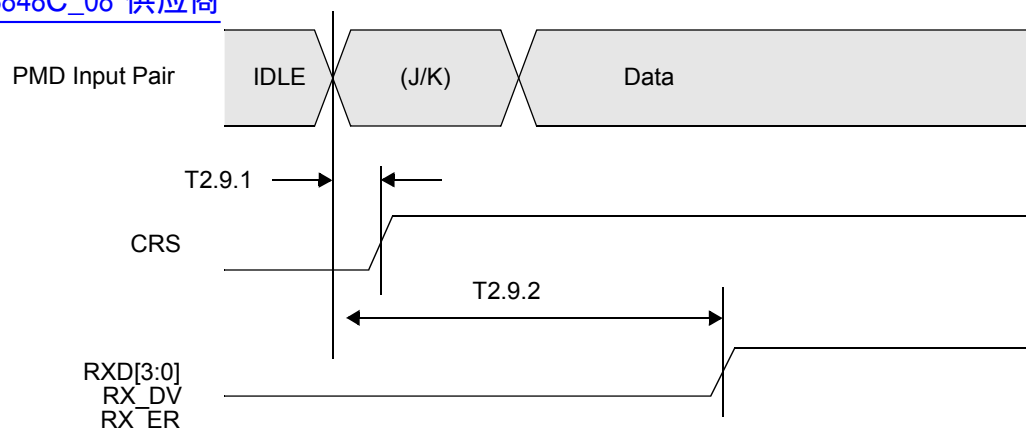 848C_08 供应商
PMD Input Pair
IDLE
(J/K)
Data
T2.9.1
CRS
T2.9.2
RXD[3:0]
RX_DV
RX_ER